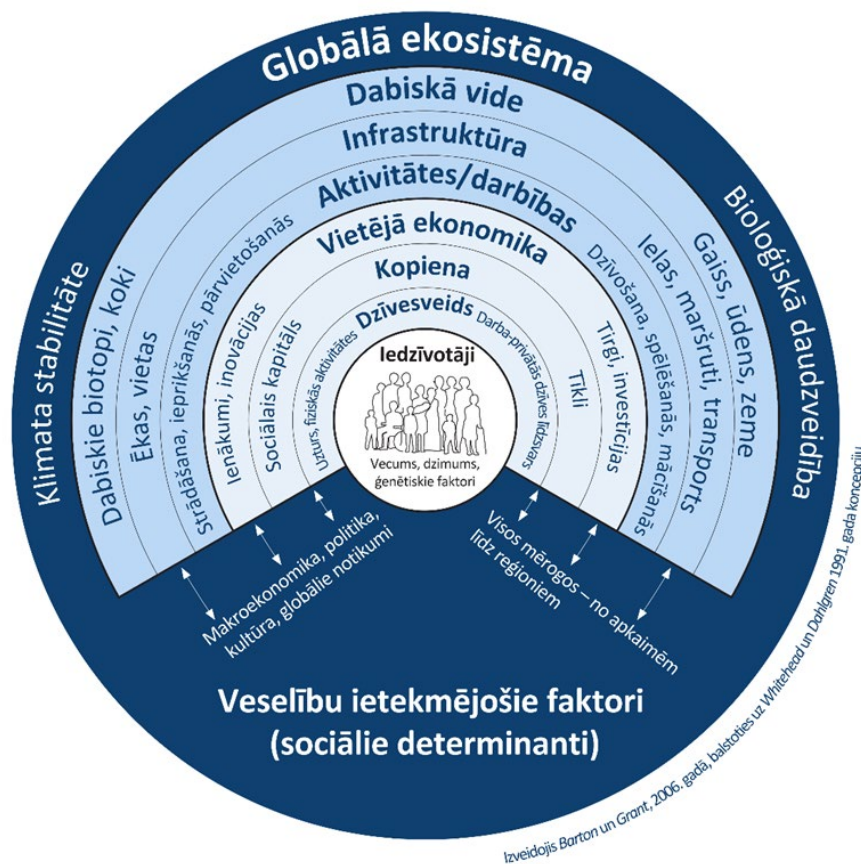 Globālā ekosistēma
Klimata stabilitāte
Bioloģiskā daudzveidība
Dabiskā vide
Dabiskie biotopi, koki
Gaiss, ūdens, zeme
Infrastruktūra
Ēkas, vietas
Ielas, maršruti, transports
Aktivitātes/darbības
Strādāšana, iepirkšanās, pārvietošanās
Dzīvošana, spēlēšanās, mācīšanās
Vietējā ekonomika
Ienākumi, inovācijas
Tirgi, investīcijas
Kopiena
Sociālais kapitāls
Tīkli
Dzīvesveids
Uzturs, fiziskās aktivitātes
Darba-privātās dzīves līdzsvars
Iedzīvotāji
Vecums, dzimums,
ģenētiskie faktori
Makroekonomika, politika,
kultūra, globālie notikumi
Visos mērogos – no apkaimēm
līdz reģioniem
Veselību ietekmējošie faktori
(sociālie determinanti)
Izveidojis Barton un Grant, 2006. gadā, balstoties uz Whitehead un Dahlgren 1991. gada koncepciju